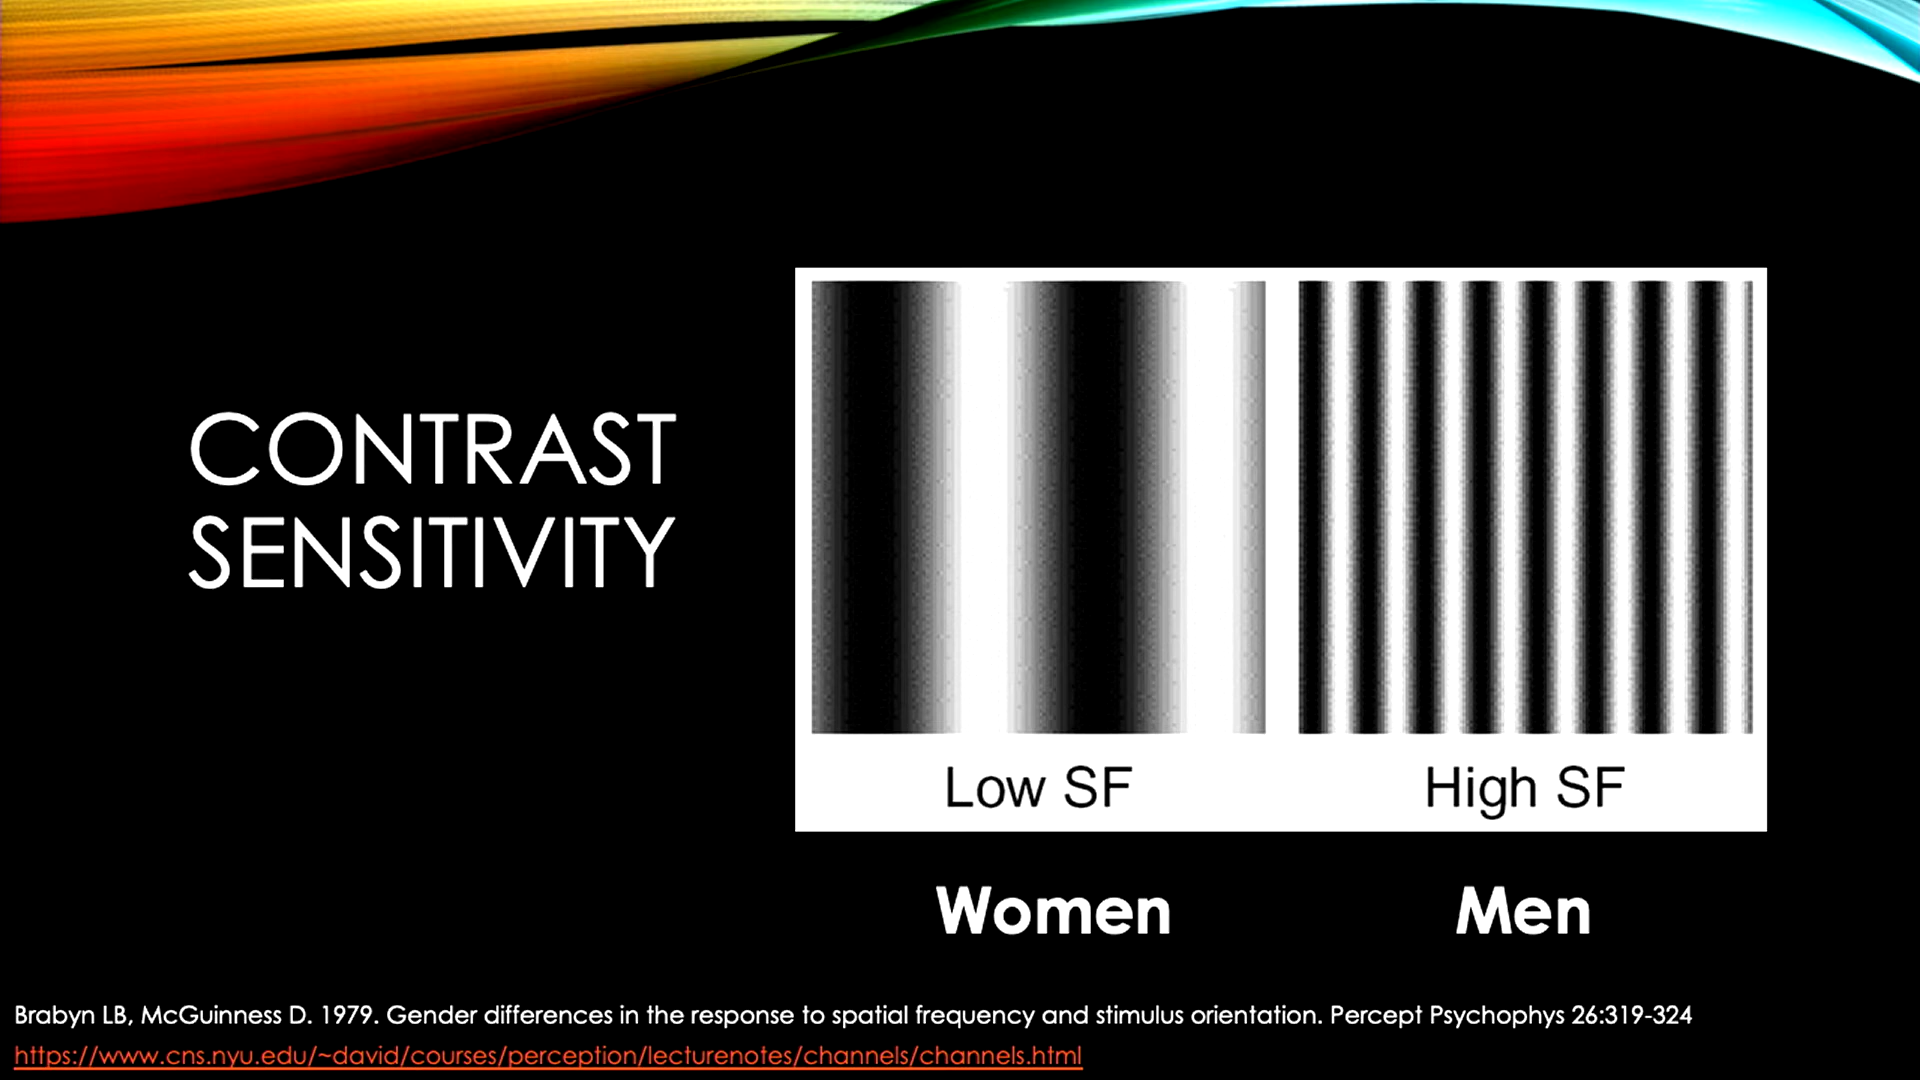 CONTRAST
SENSITIVITY
Low SF
High SF
Women
Men
Brabyn LB, McGuinness D. 1979. Gender differences in the response to spatial frequency and stimulus orientation. Percept Psychophys 26:319-324
https://www.cns.nyu.edu/~david/courses/perception/lecturenotes/channels/channels.html